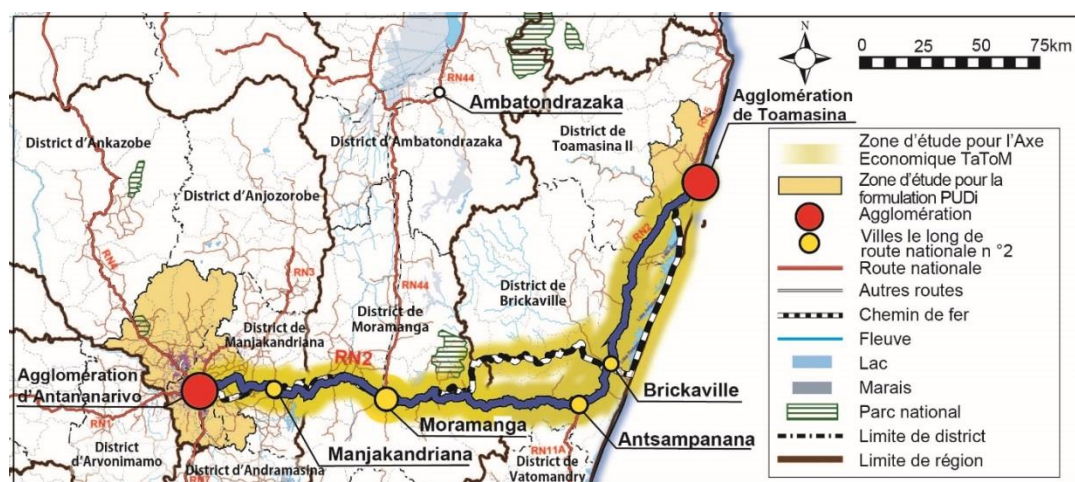 N
0 25 50 75km
RN44
Ambatondrazaka
Agglomération
de Toamasina
District d'Ankazobe
District d'Ambatondrazaka
District de
Toamasina II
District d'Anjozorobe
RN4
RN3
RN44
RN2
District de
Brickaville
District de
Moramanga
District de
Manjakandriana
RN2
Agglomération
d'Antananarivo
RN1
District
d'Arvonimamo
RN7
District d'Andramasina
Manjakandriana
Moramanga
Brickaville
Antsampanana
RN11A
District de
Vatomandry
Zone d'étude pour l'Axe
Economique TaToM
Zone d'étude pour la
formulation PUDi
Agglomération
Villes le long de
route nationale n °2
Route nationale
Autres routes
Chemin de fer
Fleuve
Lac
Marais
Parc national
Limite de district
Limite de région